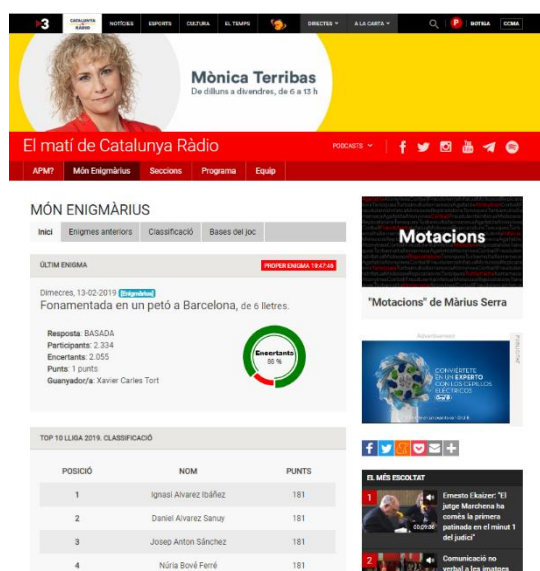 3
CATALUNYA RÀDIO
NOTÍCIES
ESPORTS
CULTURA
EL TEMPS
DIRECTES
A LA CARTA
P
BOTIGA
CCMA
Mònica Terribas
De dilluns a divendres, de 6 a 13 h
El matí de Catalunya Ràdio
PODCASTS
APM?
Món Enigmàrius
Seccions
Programa
Equip
MÓN ENIGMÀRIUS
Inici
Enigmes anteriors
Classificació
Bases del joc
ÚLTIM ENIGMA
PROPER ENIGMA 19:47:46
Dimecres, 13-02-2019 [Enigmàrius]
Fonamentada en un petó a Barcelona, de 6 lletres.
Resposta: BASADA
Participants: 2.334
Encertants: 2.055
Punts: 1 punts
Guanyador/a: Xavier Carles Tort
Encertants
88 %
TOP 10 LLIGA 2019. CLASSIFICACIÓ
POSICIÓ NOM PUNTS
1 Ignasi Alvarez Ibáñez 181
2 Daniel Alvarez Sanuy 181
3 Josep Anton Sánchez 181
4 Núria Bové Ferré 181
Motacions
"Motacions" de Màrius Serra
Advertisement
PUBLICITAT
CONVIÉRTETE
EN UN EXPERTO
CON LOS CEPILLOS
ELÉCTRICOS
Oral-B
EL MÉS ESCOLTAT
1
Ernesto Ekaizer: "El
jutge Marchena ha
comès la primera
patinada en el minut 1
del judici"
2
Comunicació no
verbal a les imatges